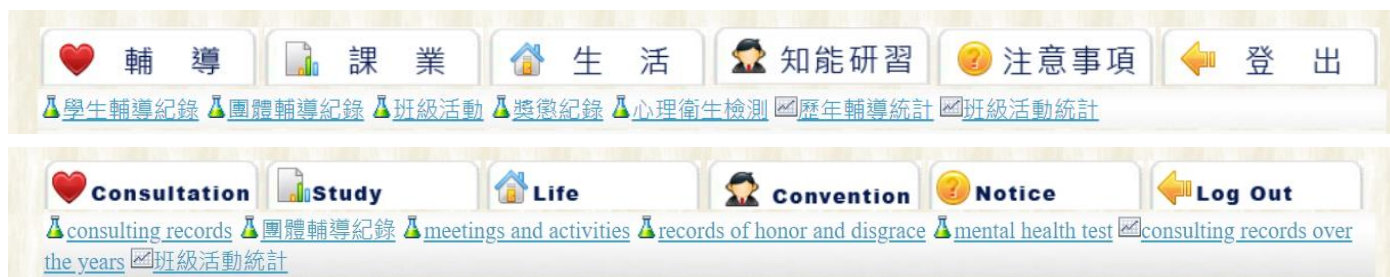 輔 導 課 業 生 活 知能研習 注意事項 登 出
學生輔導紀錄 團體輔導紀錄 班級活動 獎懲紀錄 心理衛生檢測 歷年輔導統計 班級活動統計
Consultation Study Life Convention Notice Log Out
consulting records 團體輔導紀錄 meetings and activities records of honor and disgrace mental health test consulting records over
the years 班級活動統計